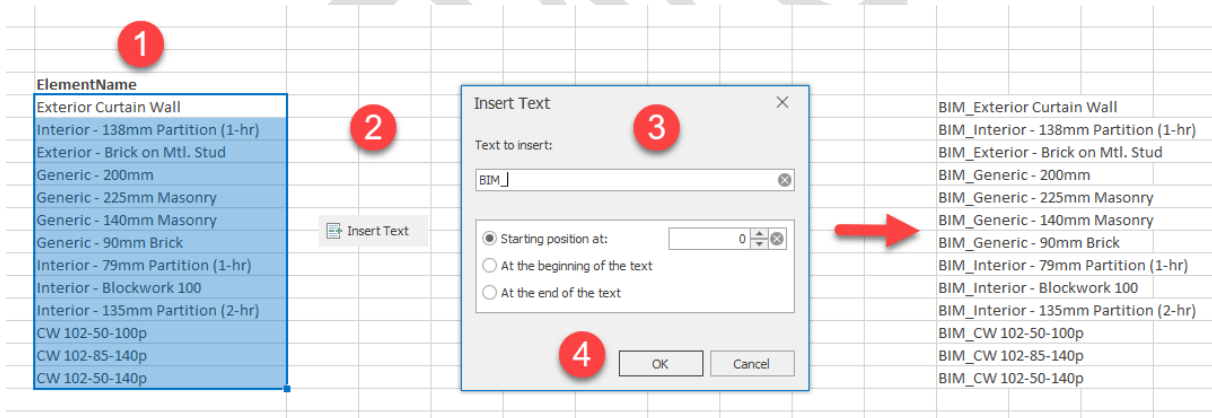 1
ElementName
Exterior Curtain Wall
Interior - 138mm Partition (1-hr)
Exterior - Brick on Mtl. Stud
Generic - 200mm
Generic - 225mm Masonry
Generic - 140mm Masonry
Generic - 90mm Brick
Interior - 79mm Partition (1-hr)
Interior - Blockwork 100
Interior - 135mm Partition (2-hr)
CW 102-50-100p
CW 102-85-140p
CW 102-50-140p
2
Insert Text
Insert Text
3
Text to insert:
BIM_
Starting position at:
0
At the beginning of the text
At the end of the text
4
OK
Cancel
BIM_Exterior Curtain Wall
BIM_Interior - 138mm Partition (1-hr)
BIM_Exterior - Brick on Mtl. Stud
BIM_Generic - 200mm
BIM_Generic - 225mm Masonry
BIM_Generic - 140mm Masonry
BIM_Generic - 90mm Brick
BIM_Interior - 79mm Partition (1-hr)
BIM_Interior - Blockwork 100
BIM_Interior - 135mm Partition (2-hr)
BIM_CW 102-50-100p
BIM_CW 102-85-140p
BIM_CW 102-50-140p